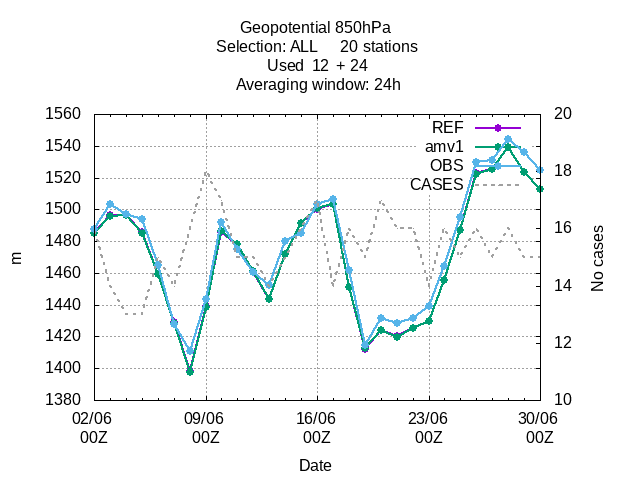 Geopotential 850hPa
Selection: ALL 20 stations
Used 12 + 24
Averaging window: 24h
1560
1540
1520
1500
1480
1460
1440
1420
1400
1380
m
20
18
16
14
12
10
No cases
REF
amv1
OBS
CASES
02/06 09/06 16/06 23/06 30/06
00Z 00Z 00Z 00Z 00Z
Date